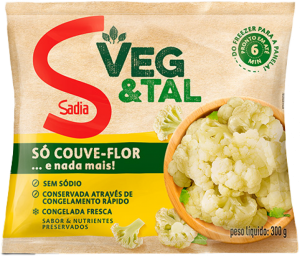 S
Sadia
VEG
&TAL
DO FREEZER PARA A PANELA!
PRONTO EM ATÉ
6
MIN
SÓ COUVE-FLOR
... e nada mais!
SEM SÓDIO
CONSERVADA ATRAVÉS DE
CONGELAMENTO RÁPIDO
CONGELADA FRESCA
SABOR & NUTRIENTES
PRESERVADOS
peso líquido: 300 g